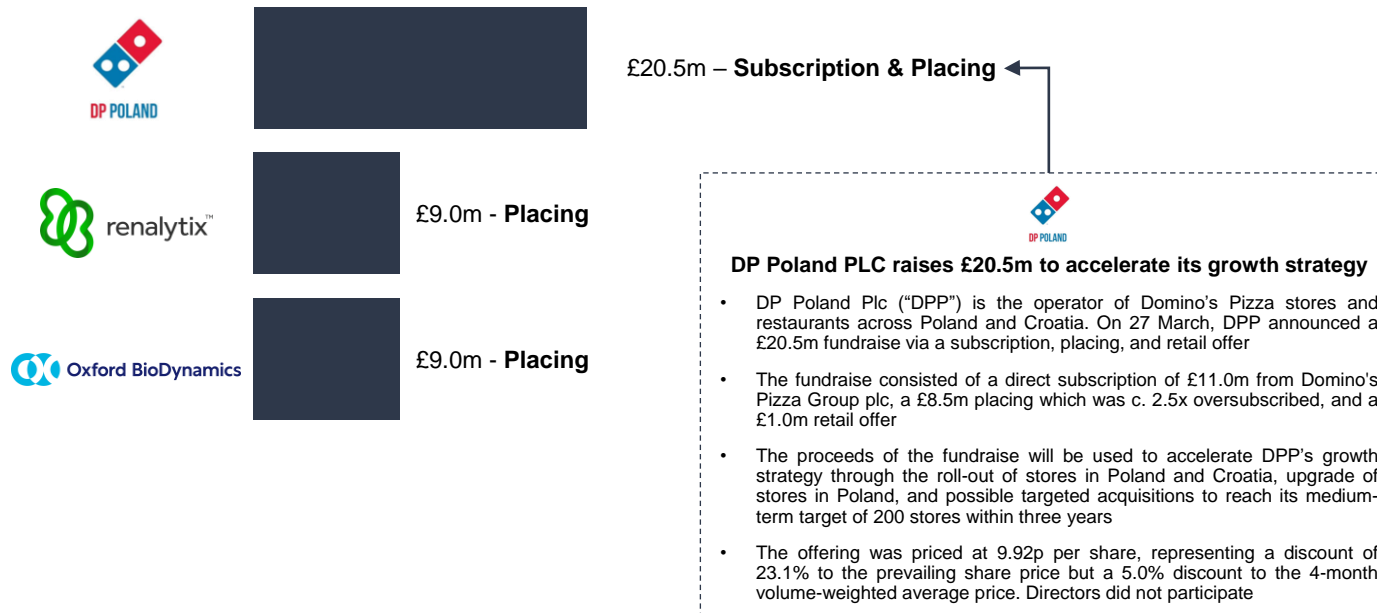 DP POLAND
£20.5m – Subscription & Placing
renalytix™
£9.0m - Placing
Oxford BioDynamics
£9.0m - Placing
DP POLAND
DP Poland PLC raises £20.5m to accelerate its growth strategy
• DP Poland Plc (“DPP”) is the operator of Domino’s Pizza stores and
restaurants across Poland and Croatia. On 27 March, DPP announced a
£20.5m fundraise via a subscription, placing, and retail offer
• The fundraise consisted of a direct subscription of £11.0m from Domino's
Pizza Group plc, a £8.5m placing which was c. 2.5x oversubscribed, and a
£1.0m retail offer
• The proceeds of the fundraise will be used to accelerate DPP’s growth
strategy through the roll-out of stores in Poland and Croatia, upgrade of
stores in Poland, and possible targeted acquisitions to reach its medium-
term target of 200 stores within three years
• The offering was priced at 9.92p per share, representing a discount of
23.1% to the prevailing share price but a 5.0% discount to the 4-month
volume-weighted average price. Directors did not participate